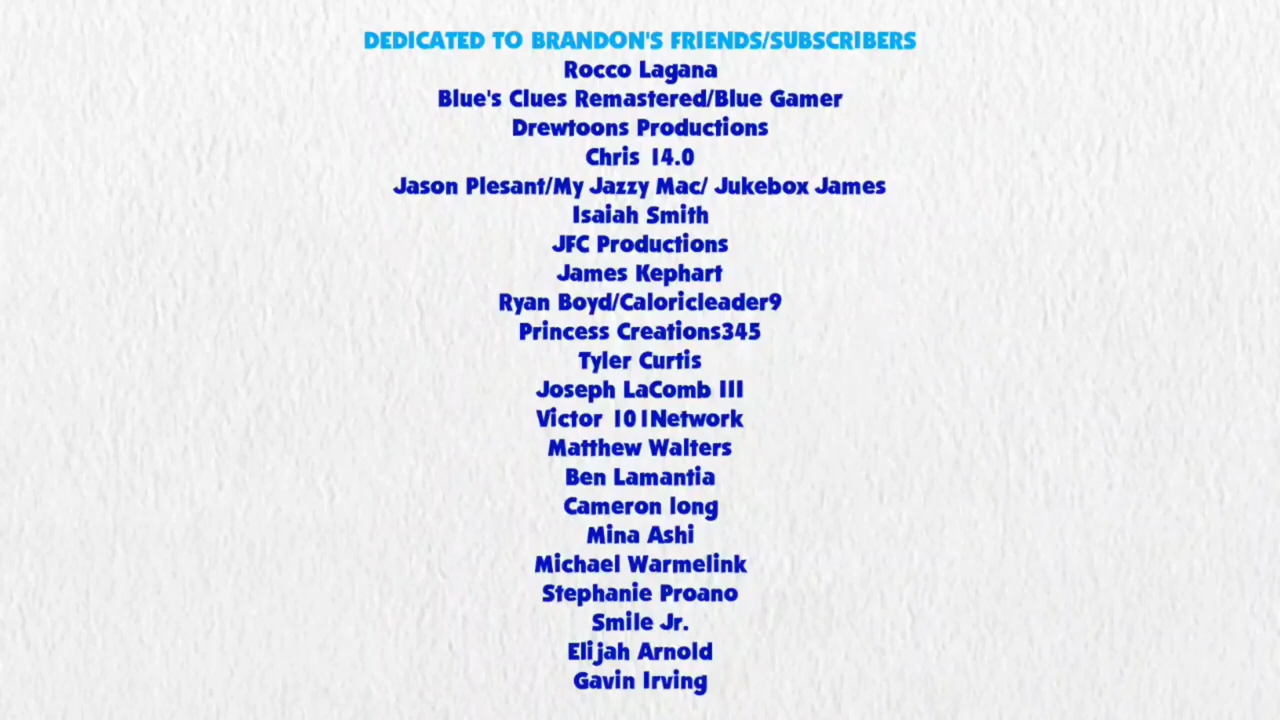 DEDICATED TO BRANDON'S FRIENDS/SUBSCRIBERS
Rocco Lagana
Blue's Clues Remastered/Blue Gamer
Drewtoons Productions
Chris 14.0
Jason Plesant/My Jazzy Mac/ Jukebox James
Isaiah Smith
JFC Productions
James Kephart
Ryan Boyd/Caloricleader9
Princess Creations345
Tyler Curtis
Joseph LaComb III
Victor 101Network
Matthew Walters
Ben Lamantia
Cameron long
Mina Ashi
Michael Warmelink
Stephanie Proano
Smile Jr.
Elijah Arnold
Gavin Irving